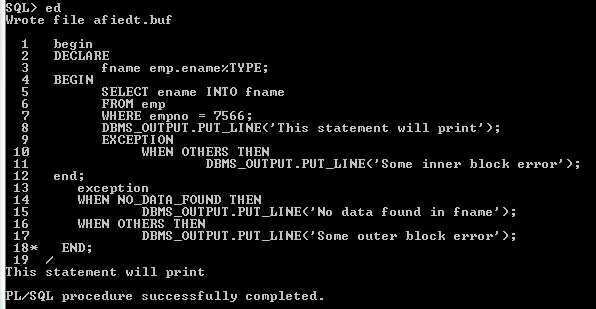 SQL> ed
Wrote file afiedt.buf
1 begin
2 DECLARE
3 fname emp.ename%TYPE;
4 BEGIN
5 SELECT ename INTO fname
6 FROM emp
7 WHERE empno = 7566;
8 DBMS_OUTPUT.PUT_LINE('This statement will print');
9 EXCEPTION
10 WHEN OTHERS THEN
11 DBMS_OUTPUT.PUT_LINE('Some inner block error');
12 end;
13 exception
14 WHEN NO_DATA_FOUND THEN
15 DBMS_OUTPUT.PUT_LINE('No data found in fname');
16 WHEN OTHERS THEN
17 DBMS_OUTPUT.PUT_LINE('Some outer block error');
18* END;
19 /
This statement will print
PL/SQL procedure successfully completed.